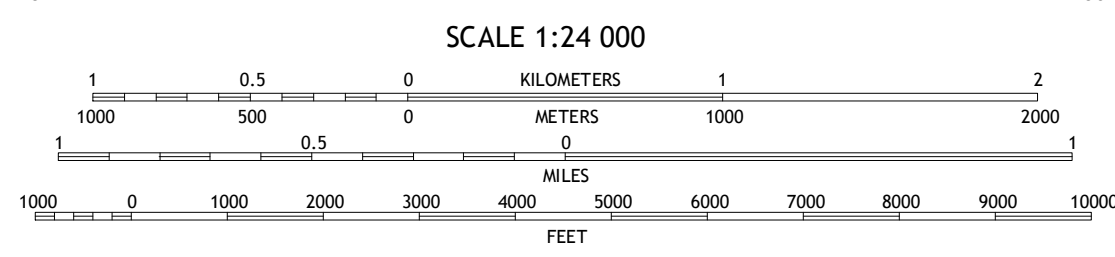 SCALE 1:24 000
1 0.5 0 KILOMETERS 1 2
1000 500 0 METERS 1000 2000
1 0.5 0 1
MILES
1000 0 1000 2000 3000 4000 5000 6000 7000 8000 9000 10000
FEET